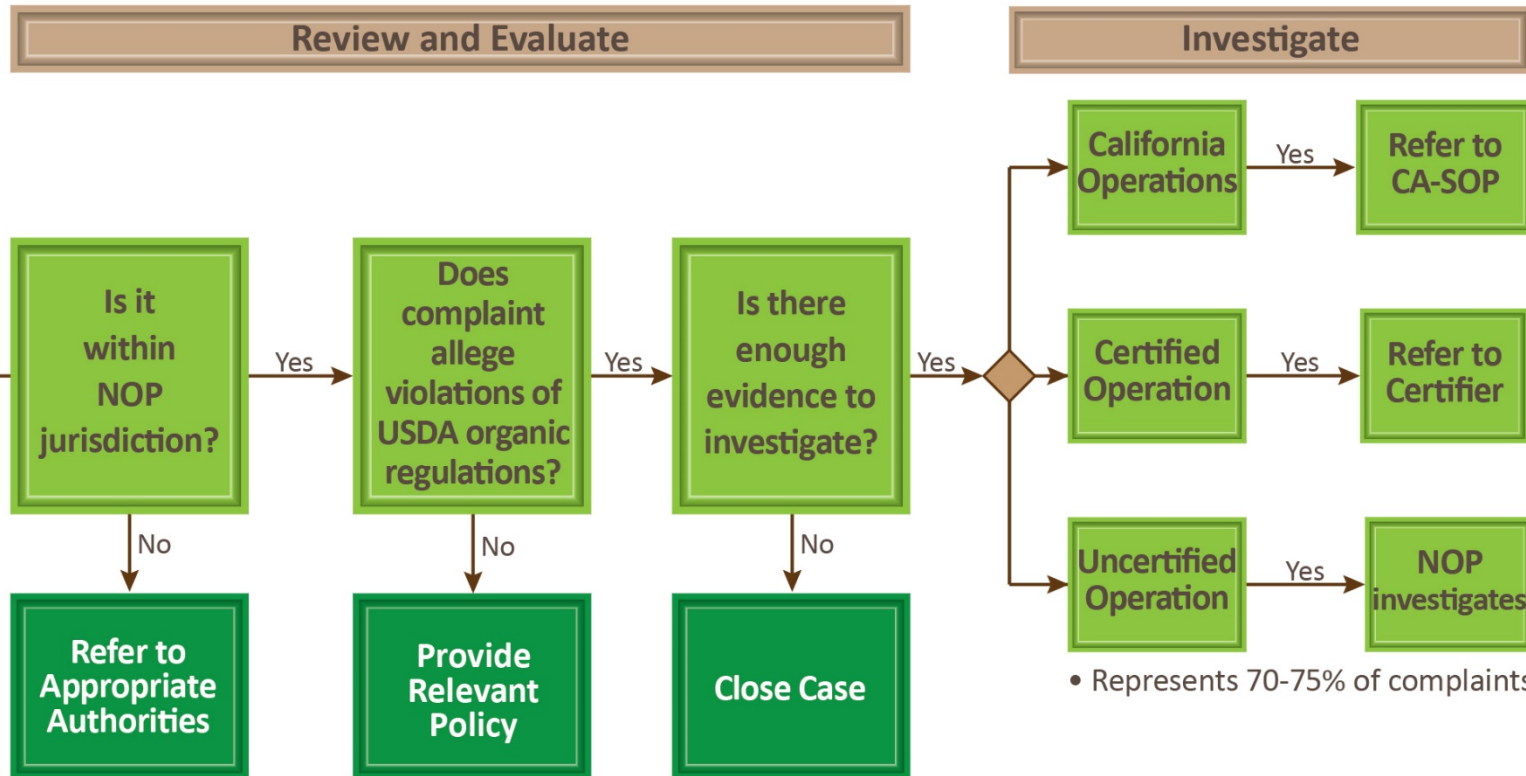 Review and Evaluate
Investigate
Is it
within
NOP
jurisdiction?
Yes
No
Refer to
Appropriate
Authorities
Does
complaint
allege
violations of
USDA organic
regulations?
Yes
No
Provide
Relevant
Policy
Is there
enough
evidence to
investigate?
Yes
No
Close Case
California
Operations
Yes
Refer to
CA-SOP
Certified
Operation
Yes
Refer to
Certifier
Uncertified
Operation
Yes
NOP
investigates
• Represents 70-75% of complaints